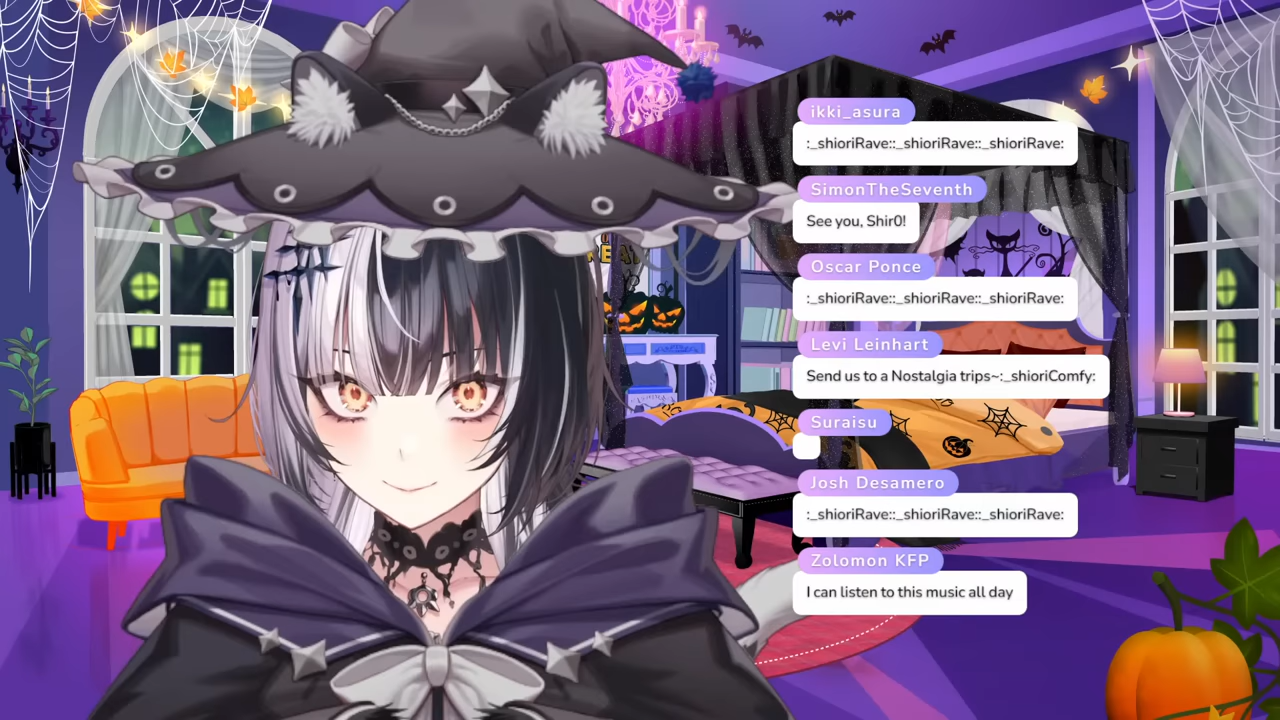 ikki_asura
:_shioriRave::_shioriRave::_shioriRave:
SimonTheSeventh
See you, Shir0!
Oscar Ponce
:_shioriRave::_shioriRave::_shioriRave:
Levi Leinhart
Send us to a Nostalgia trips~:_shioriComfy:
Suraisu
Josh Desamero
:_shioriRave::_shioriRave::_shioriRave:
Zolomon KFP
I can listen to this music all day